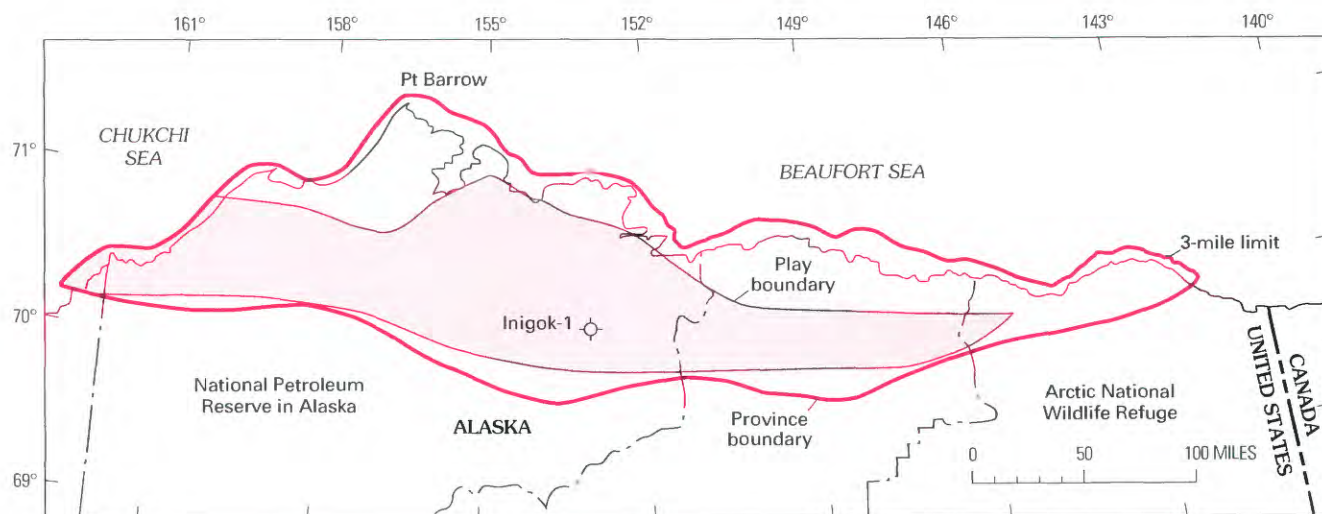 161° 158° 155° 152° 149° 146° 143° 140°
Pt Barrow
CHUKCHI
SEA
71°
BEAUFORT SEA
3-mile limit
Play
boundary
70°
Inigok-1
National Petroleum
Reserve in Alaska
ALASKA
Province
boundary
Arctic National
Wildlife Refuge
CANADA
UNITED STATES
0 50 100 MILES
69°